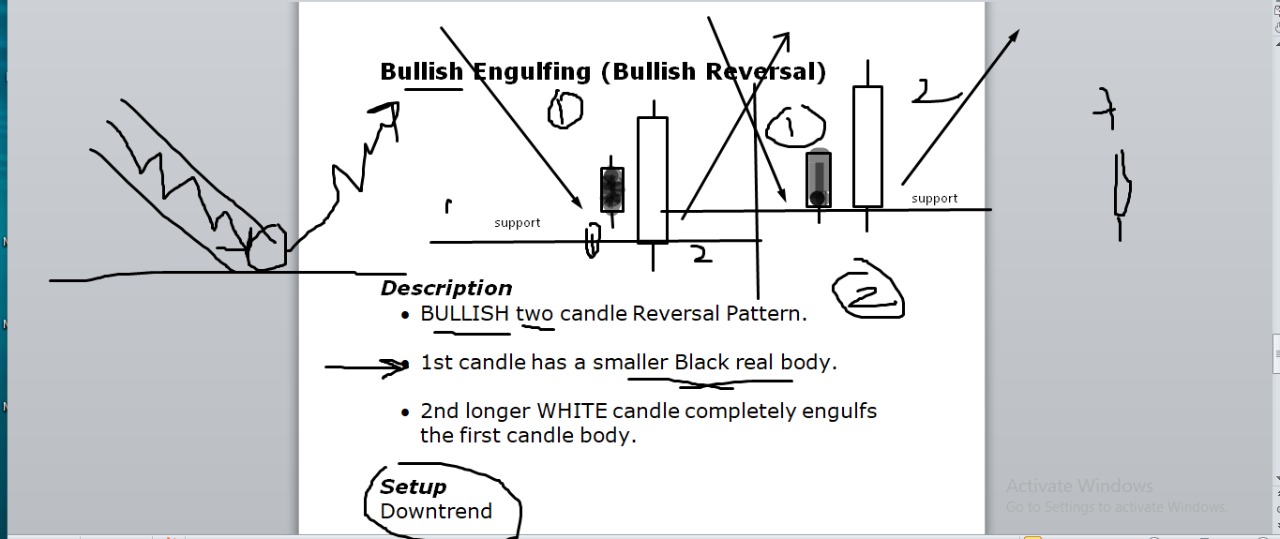 Bullish Engulfing (Bullish Reversal)
1
1
2
support
support
2
2
Description
• BULLISH two candle Reversal Pattern.
• 1st candle has a smaller Black real body.
• 2nd longer WHITE candle completely engulfs
the first candle body.
Setup
Downtrend
Activate Windows
Go to Settings to activate Windows.